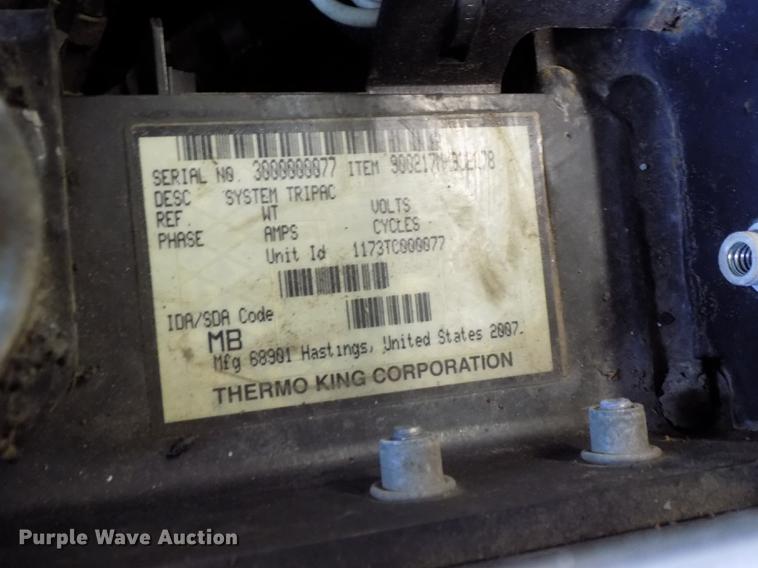 SERIAL NO. 3000000077 ITEM
DESC SYSTEM TRIPAC
REF. WT VOLTS
PHASE AMPS CYCLES
Unit Id 1173TC000077
IDA/SDA Code
MB
Mfg 68901 Hastings, United States 2007.
THERMO KING CORPORATION
Purple Wave Auction